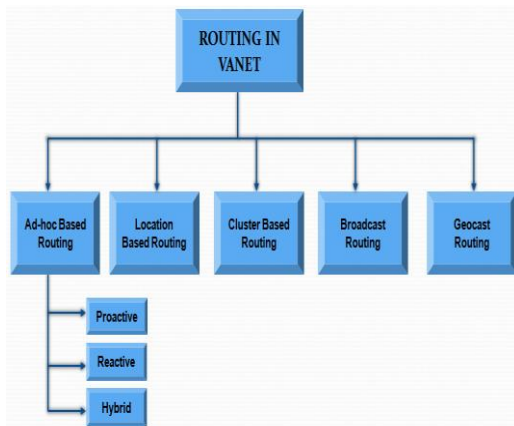 ROUTING IN
VANET
Ad-hoc Based
Routing
Location
Based Routing
Cluster Based
Routing
Broadcast
Routing
Geocast
Routing
Proactive
Reactive
Hybrid